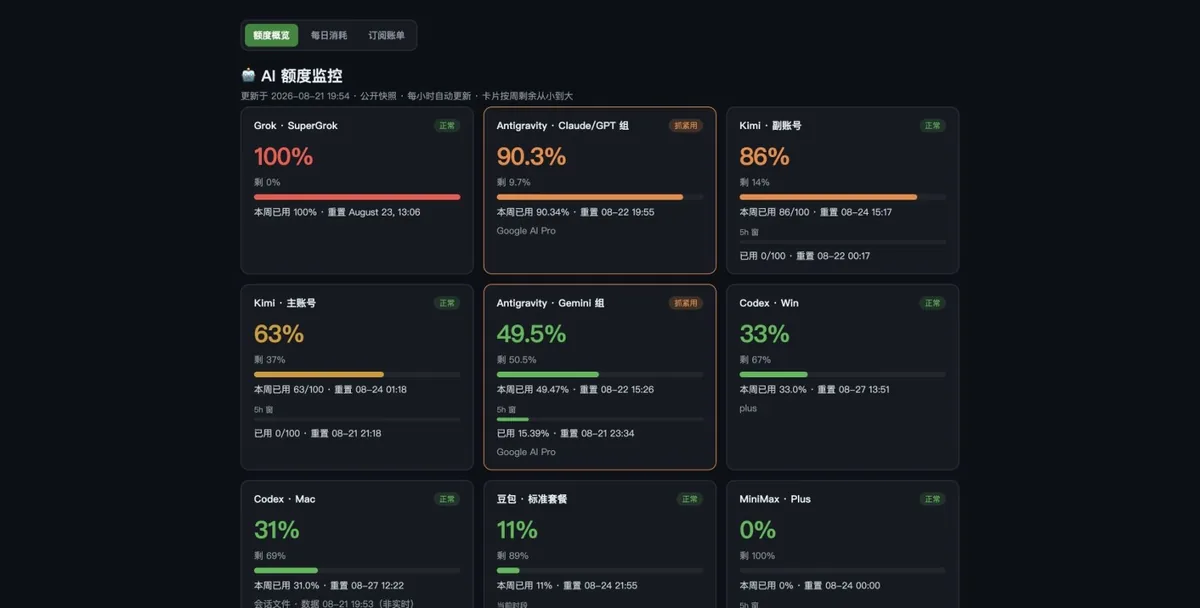 额度概览 每日消耗 订阅账单
AI 额度监控
更新于 2026-08-21 19:54 · 公开快照 · 每小时自动更新 · 卡片按周剩余从小到大
Grok · SuperGrok 正常
100%
剩 0%
本周已用 100% · 重置 August 23, 13:06
Antigravity · Claude/GPT 组 抓紧用
90.3%
剩 9.7%
本周已用 90.34% · 重置 08-22 19:55
Google AI Pro
Kimi · 副账号 正常
86%
剩 14%
本周已用 86/100 · 重置 08-24 15:17
5h 窗
已用 0/100 · 重置 08-22 00:17
Kimi · 主账号 正常
63%
剩 37%
本周已用 63/100 · 重置 08-24 01:18
5h 窗
已用 0/100 · 重置 08-21 21:18
Antigravity · Gemini 组 抓紧用
49.5%
剩 50.5%
本周已用 49.47% · 重置 08-22 15:26
5h 窗
已用 15.39% · 重置 08-21 23:34
Google AI Pro
Codex · Win 正常
33%
剩 67%
本周已用 33.0% · 重置 08-27 13:51
plus
Codex · Mac 正常
31%
剩 69%
本周已用 31.0% · 重置 08-27 12:22
会话文件 · 数据 08-21 19:53（非实时）
豆包 · 标准套餐 正常
11%
剩 89%
本周已用 11% · 重置 08-24 21:55
当前时段
MiniMax · Plus 正常
0%
剩 100%
本周已用 0% · 重置 08-24 00:00
5h 窗